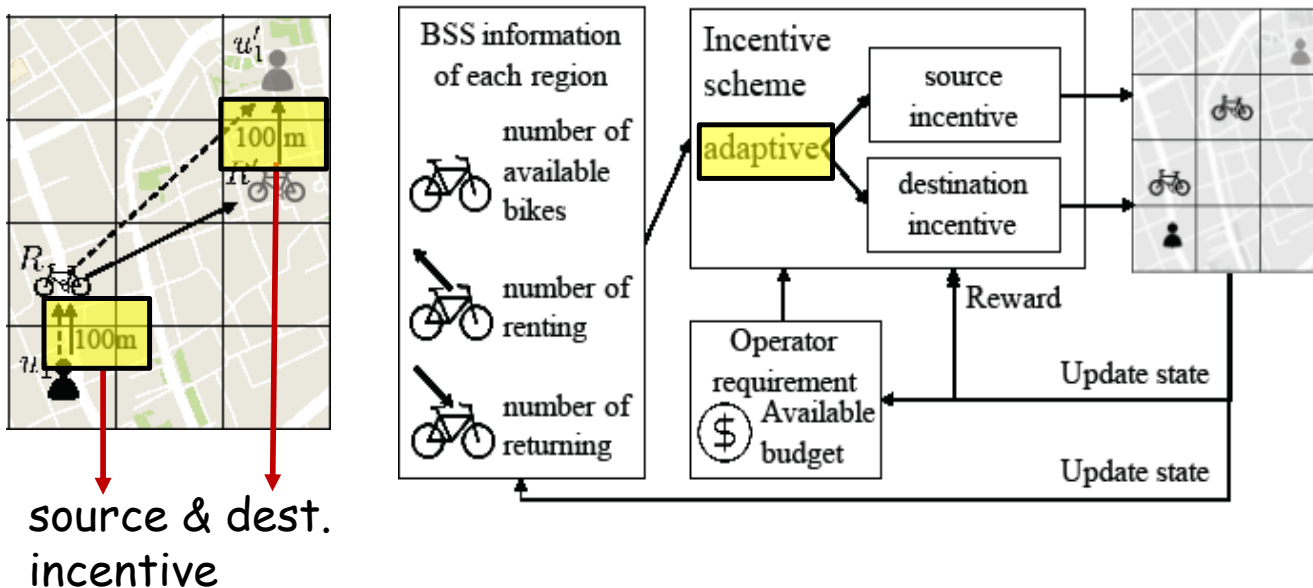 u'₁
100 m
R'
R
100m
u₁
source & dest.
incentive
BSS information
of each region
number of
available
bikes
number of
renting
number of
returning
Incentive
scheme
adaptive
source
incentive
destination
incentive
Reward
Operator
requirement
$ Available
budget
Update state
Update state